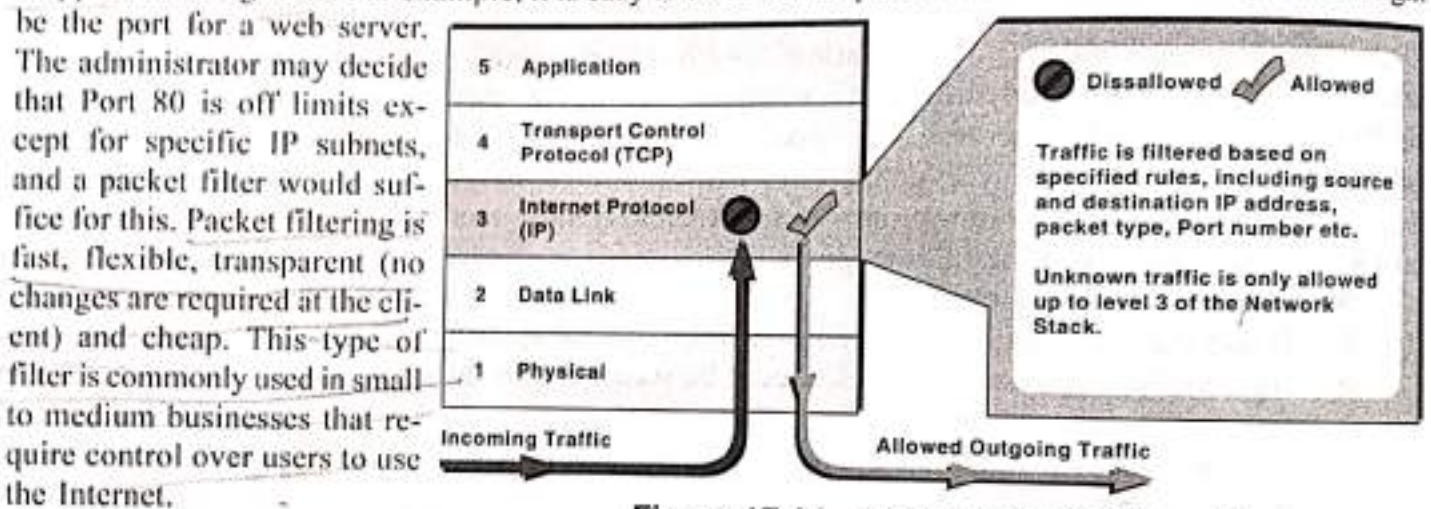 be the port for a web server.
The administrator may decide
that Port 80 is off limits ex-
cept for specific IP subnets,
and a packet filter would suf-
fice for this. Packet filtering is
fast, flexible, transparent (no
changes are required at the cli-
ent) and cheap. This type of
filter is commonly used in small
to medium businesses that re-
quire control over users to use
the Internet.
5 Application
4 Transport Control
Protocol (TCP)
3 Internet Protocol
(IP)
2 Data Link
1 Physical
Incoming Traffic
Allowed Outgoing Traffic
Dissallowed Allowed
Traffic is filtered based on
specified rules, including source
and destination IP address,
packet type, Port number etc.
Unknown traffic is only allowed
up to level 3 of the Network
Stack.